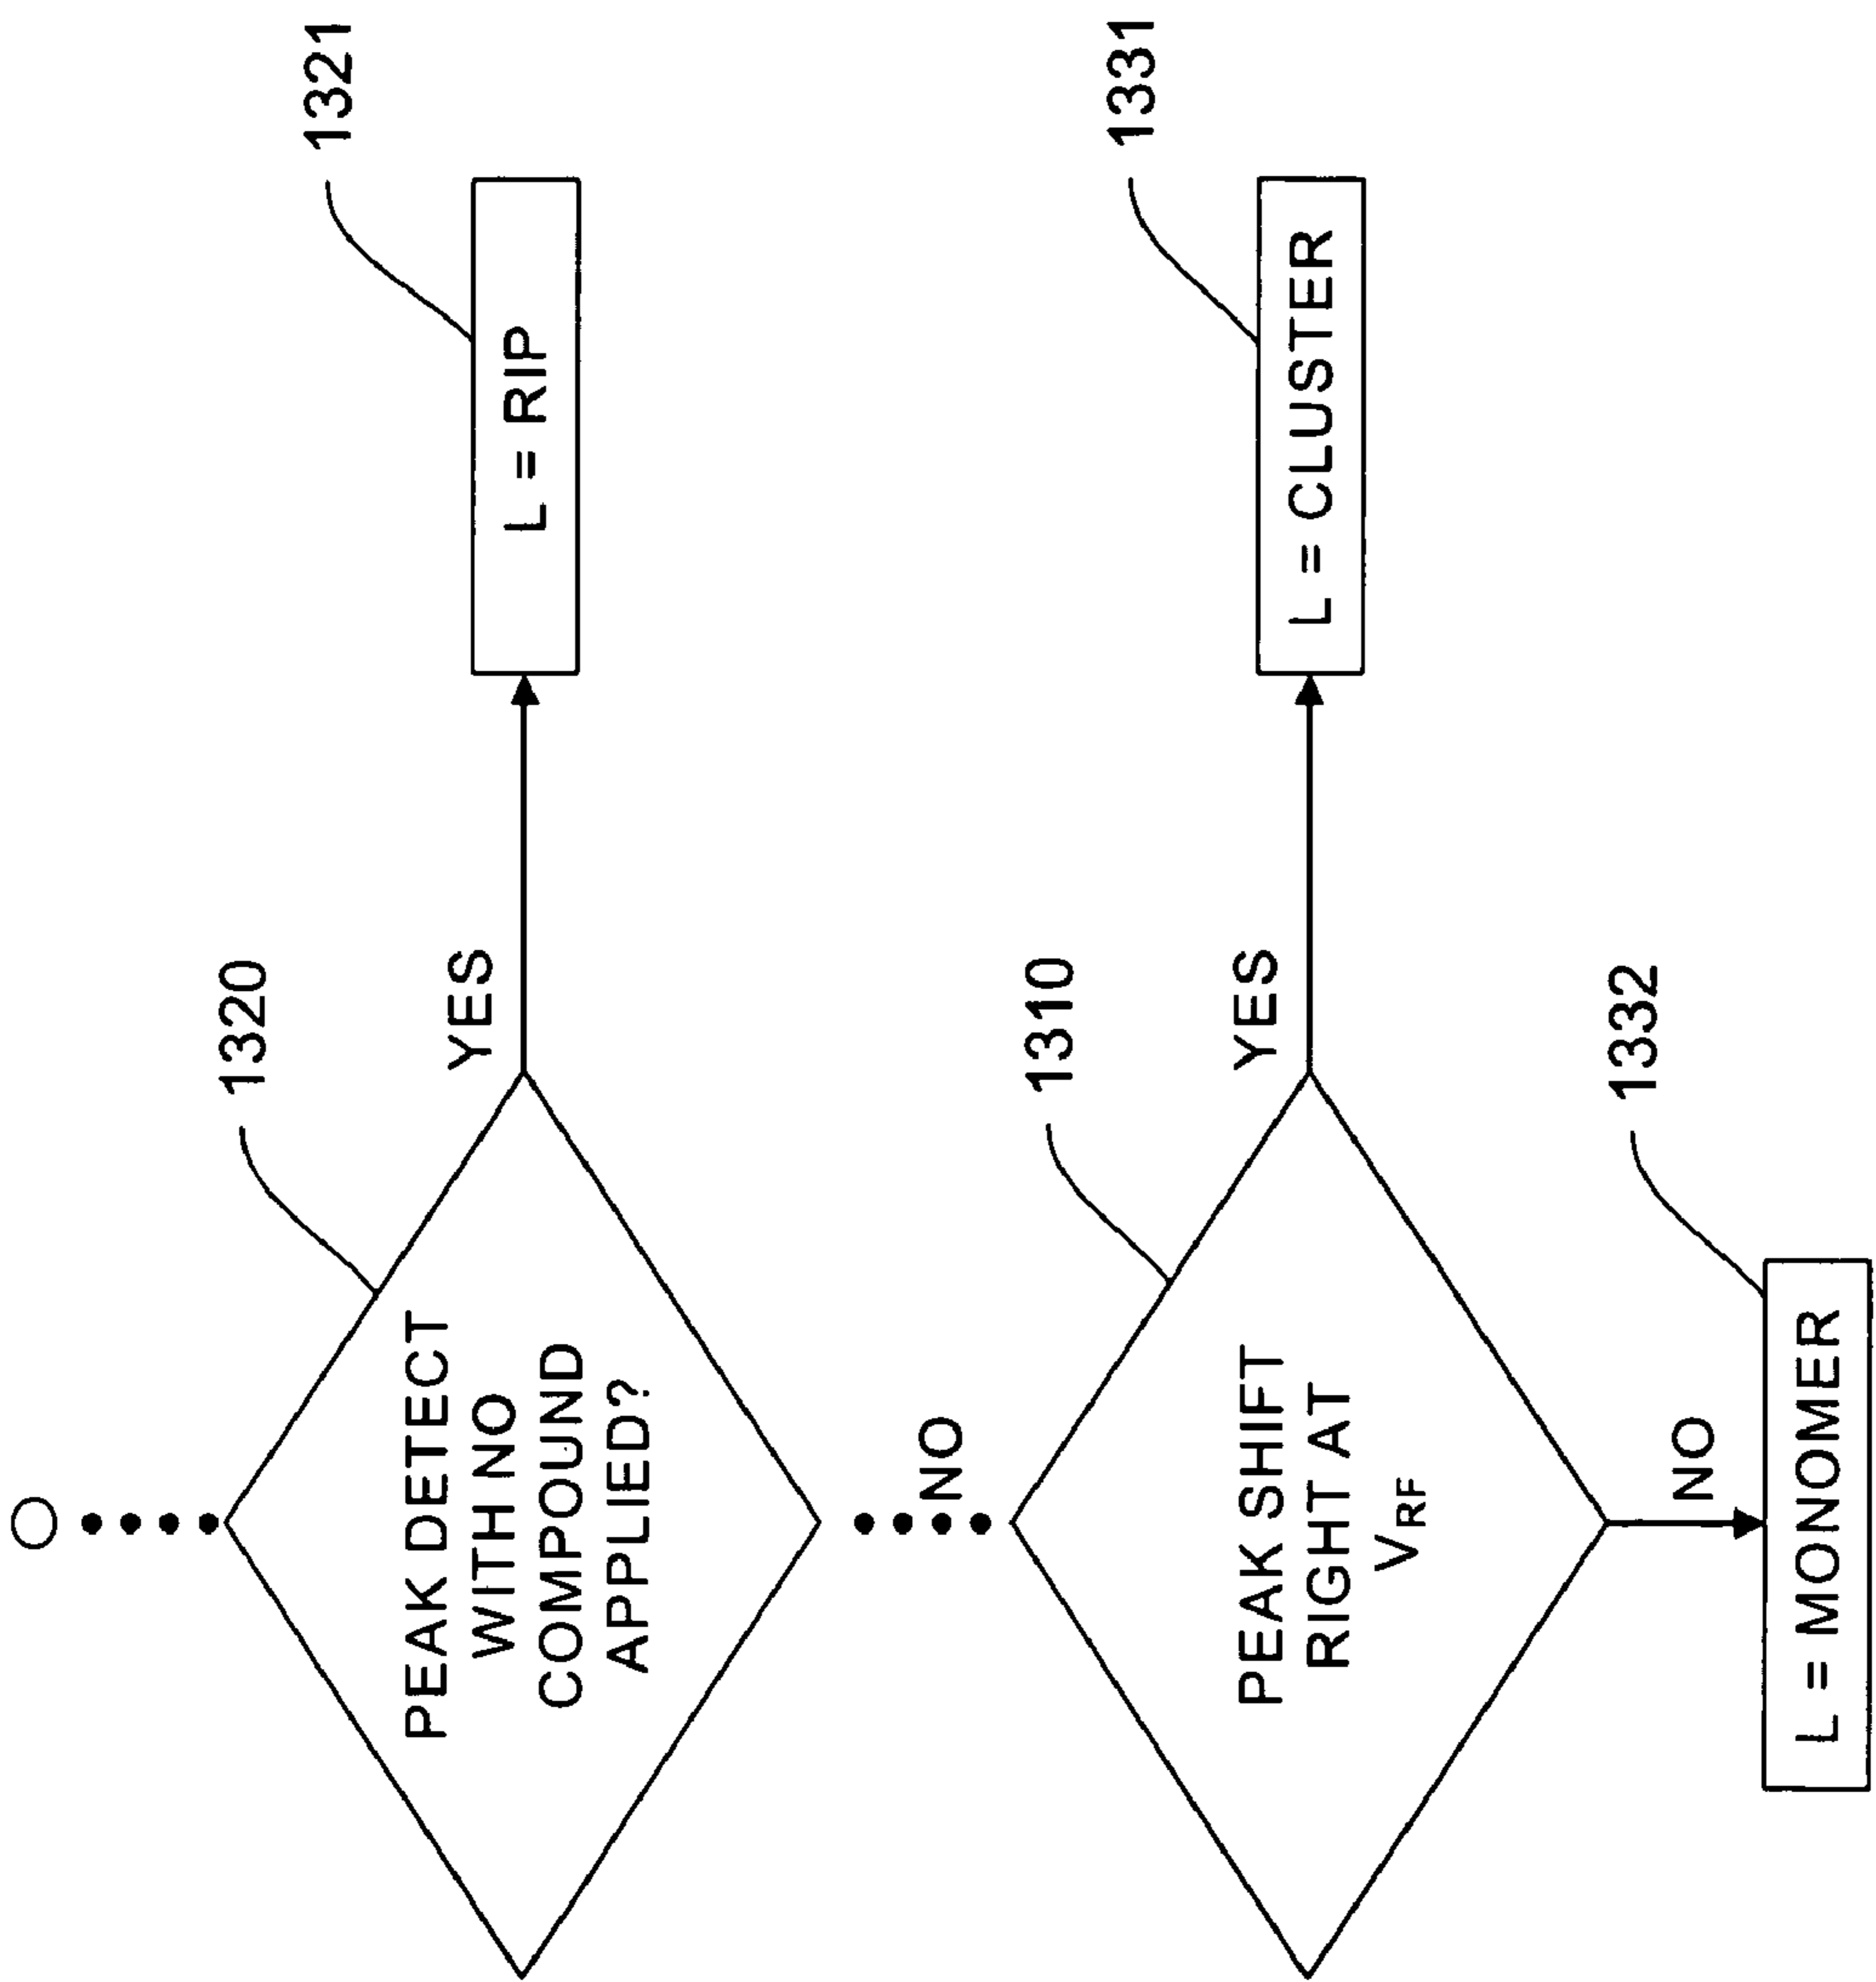 1320
PEAK DETECT
WITH NO
COMPOUND
APPLIED?
YES
1321
L = RIP
NO
1310
PEAK SHIFT
RIGHT AT
VRF
YES
1331
L = CLUSTER
NO
1332
L = MONOMER